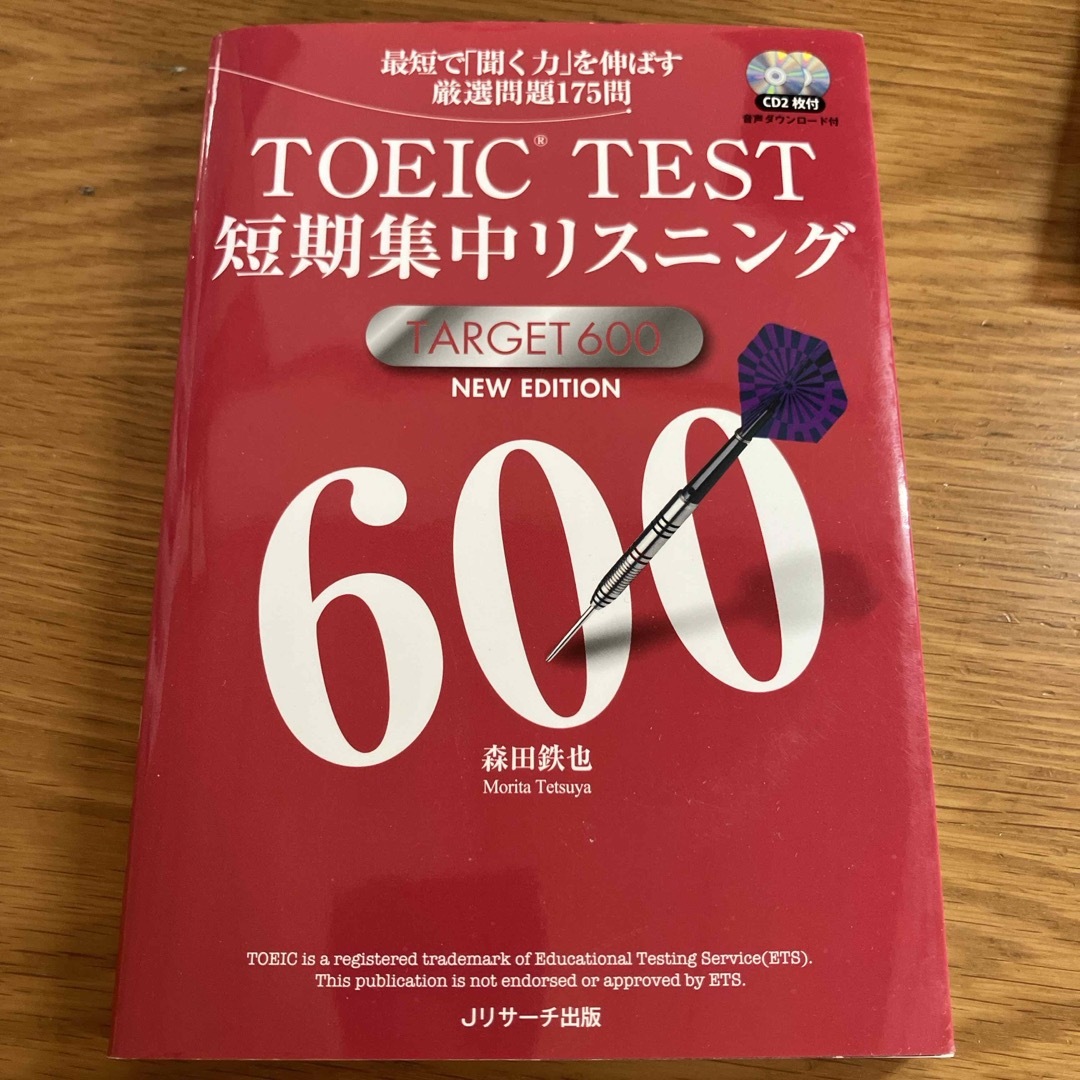 最短で「聞く力」を伸ばす
厳選問題175問
CD2枚付
音声ダウンロード付
TOEIC® TEST
短期集中リスニング
TARGET 600
NEW EDITION
600
森田鉄也
Morita Tetsuya
TOEIC is a registered trademark of Educational Testing Service(ETS).
This publication is not endorsed or approved by ETS.
Jリサーチ出版